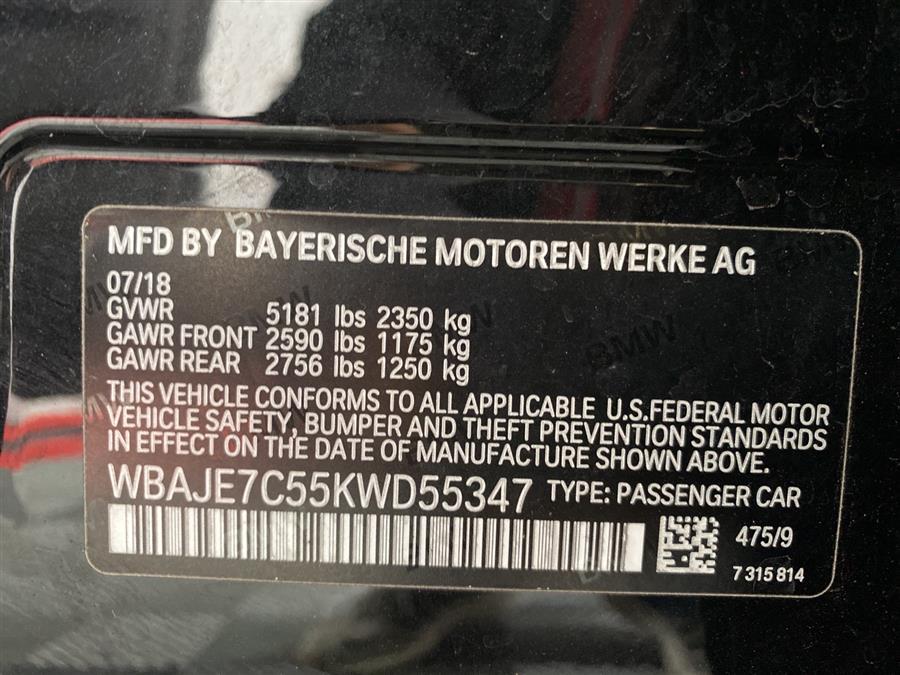 MFD BY BAYERISCHE MOTOREN WERKE AG
07/18
GVWR 5181 lbs 2350 kg
GAWR FRONT 2590 lbs 1175 kg
GAWR REAR 2756 lbs 1250 kg
THIS VEHICLE CONFORMS TO ALL APPLICABLE U.S.FEDERAL MOTOR
VEHICLE SAFETY, BUMPER AND THEFT PREVENTION STANDARDS
IN EFFECT ON THE DATE OF MANUFACTURE SHOWN ABOVE.
WBAJE7C55KWD55347 TYPE: PASSENGER CAR
475/9
7 315 814